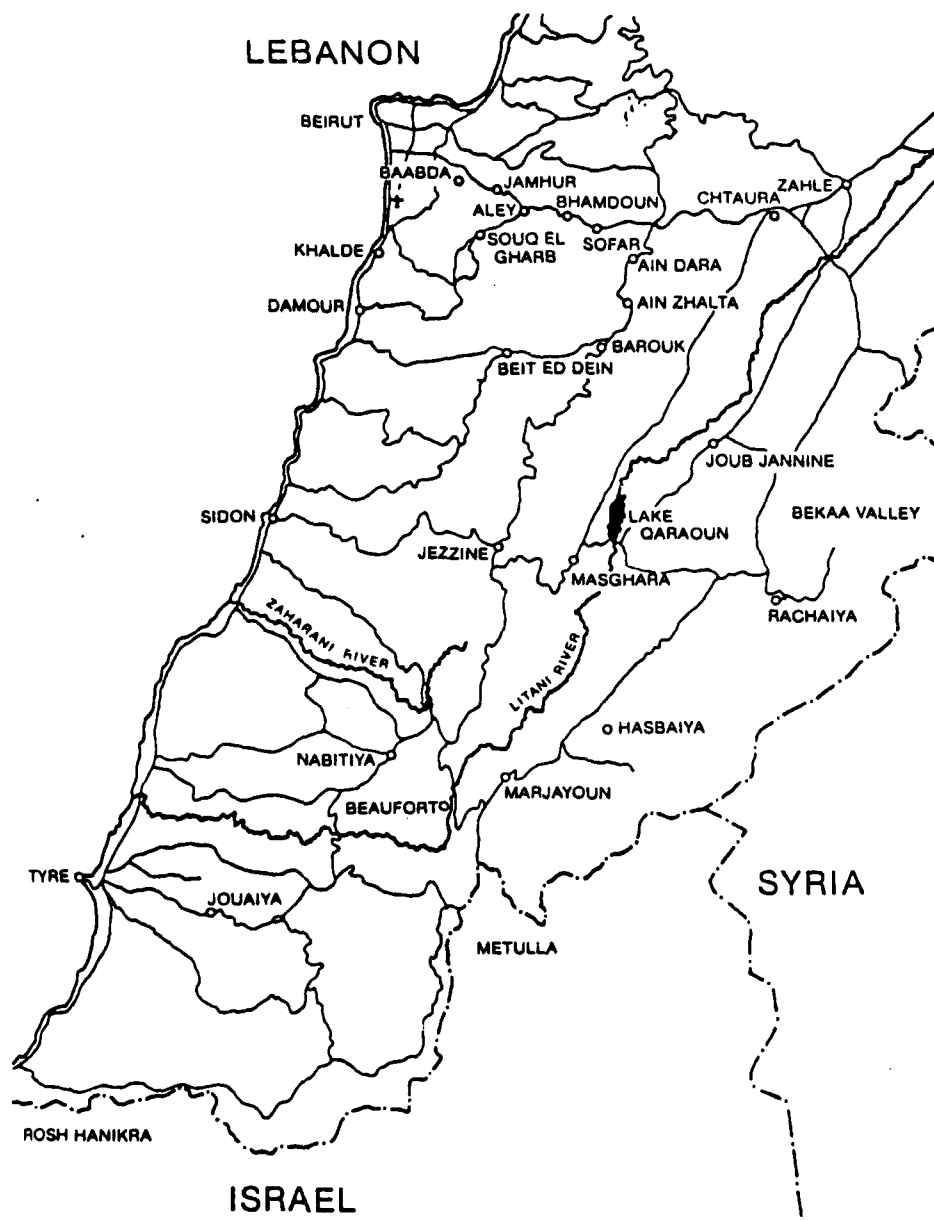 LEBANON
BEIRUT
BAABDA
JAMHUR
ZAHLE
CHTAURA
BHAMDOUN
ALEY
SOUQ EL
GHARB
SOFAR
KHALDE
AIN DARA
DAMOUR
AIN ZHALTA
BAROUK
BEIT ED DEIN
JOUB JANNINE
SIDON
LAKE
QARAOUN
BEKAA VALLEY
JEZZINE
MASGHARA
RACHAIYA
ZAHARANI RIVER
LITANI RIVER
HASBAIYA
NABITIYA
MARJAYOUN
BEAUFORT
TYRE
SYRIA
JOUAIYA
METULLA
ROSH HANIKRA
ISRAEL